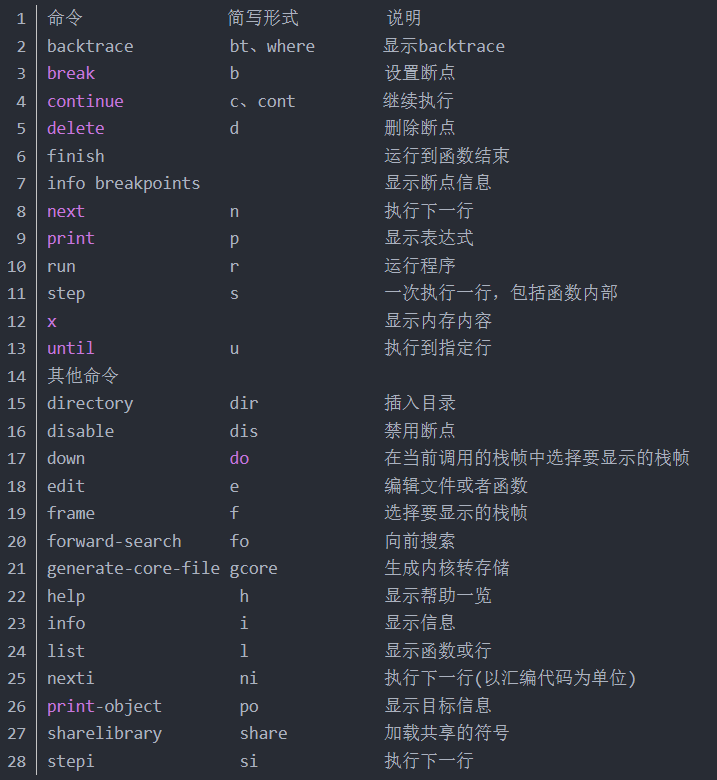 1 命令 简写形式 说明
2 backtrace bt、where 显示backtrace
3 break b 设置断点
4 continue c、cont 继续执行
5 delete d 删除断点
6 finish 运行到函数结束
7 info breakpoints 显示断点信息
8 next n 执行下一行
9 print p 显示表达式
10 run r 运行程序
11 step s 一次执行一行，包括函数内部
12 x 显示内存内容
13 until u 执行到指定行
14 其他命令
15 directory dir 插入目录
16 disable dis 禁用断点
17 down do 在当前调用的栈帧中选择要显示的栈帧
18 edit e 编辑文件或者函数
19 frame f 选择要显示的栈帧
20 forward-search fo 向前搜索
21 generate-core-file gcore 生成内核转存储
22 help h 显示帮助一览
23 info i 显示信息
24 list l 显示函数或行
25 nexti ni 执行下一行(以汇编代码为单位)
26 print-object po 显示目标信息
27 sharelibrary share 加载共享的符号
28 stepi si 执行下一行